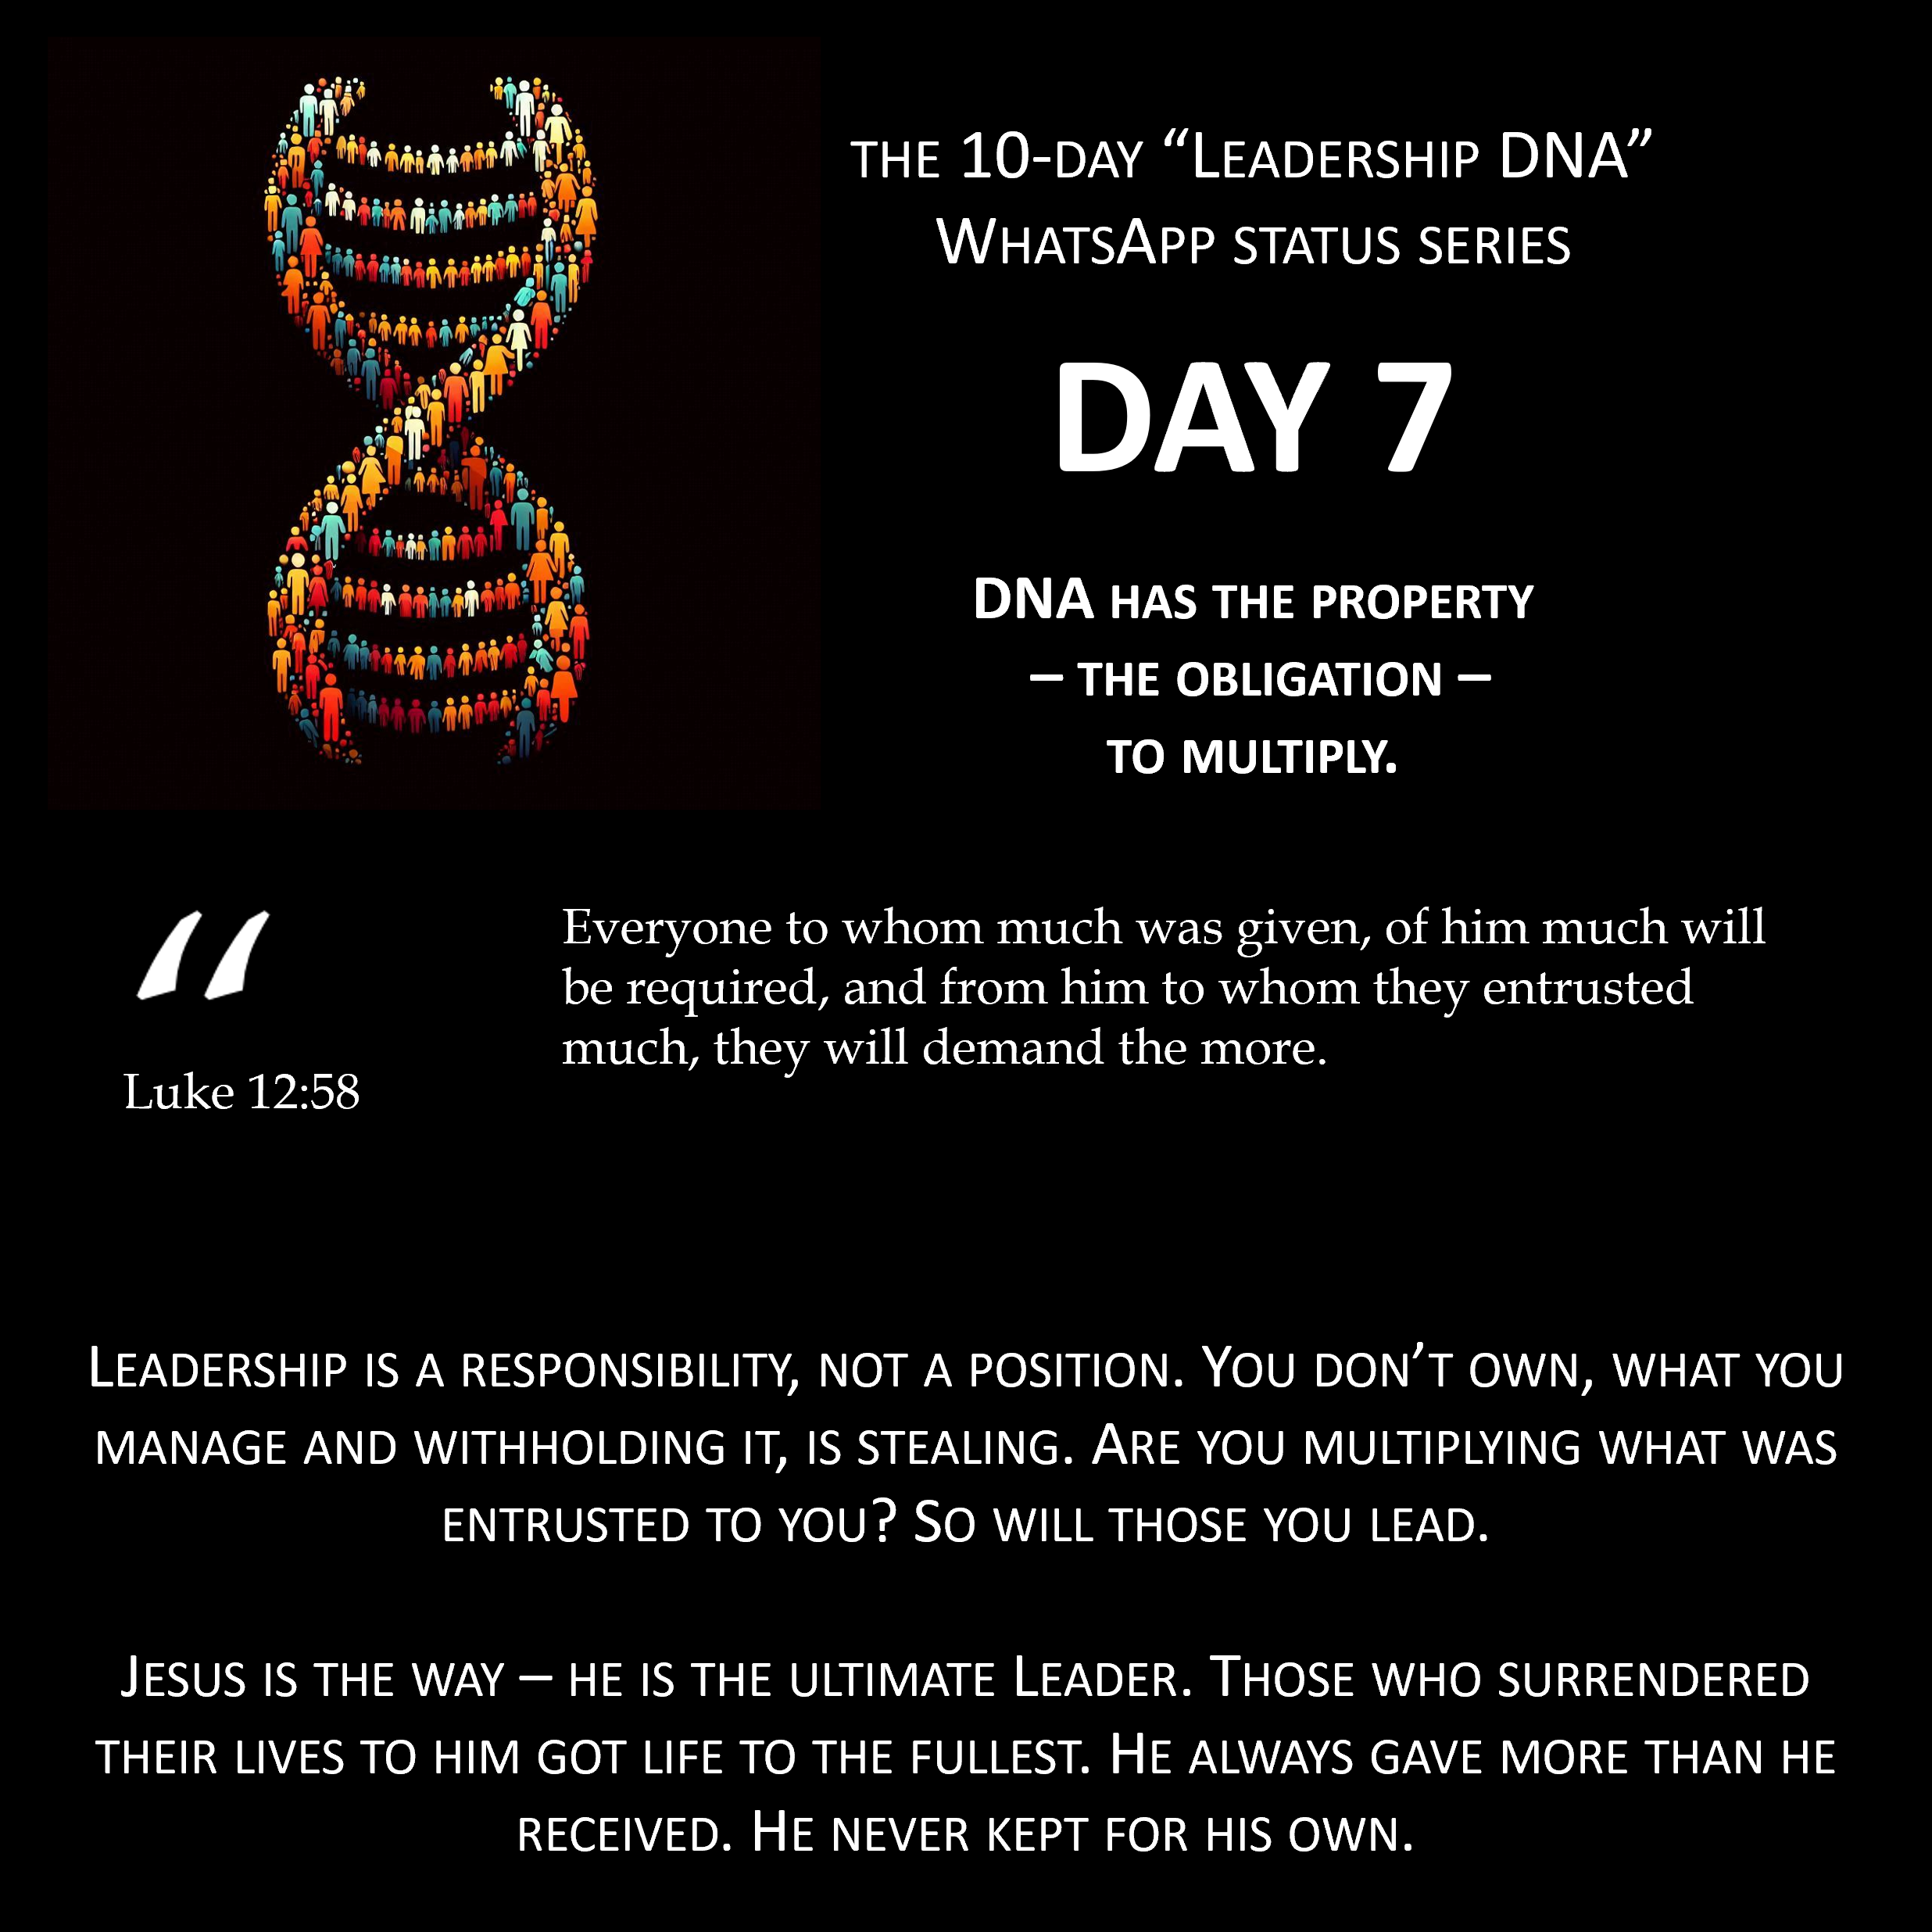 THE 10-DAY “LEADERSHIP DNA”
WHATSAPP STATUS SERIES
DAY 7
DNA HAS THE PROPERTY
– THE OBLIGATION –
TO MULTIPLY.
“
Everyone to whom much was given, of him much will
be required, and from him to whom they entrusted
much, they will demand the more.
Luke 12:58
LEADERSHIP IS A RESPONSIBILITY, NOT A POSITION. YOU DON’T OWN, WHAT YOU
MANAGE AND WITHHOLDING IT, IS STEALING. ARE YOU MULTIPLYING WHAT WAS
ENTRUSTED TO YOU? SO WILL THOSE YOU LEAD.
JESUS IS THE WAY – HE IS THE ULTIMATE LEADER. THOSE WHO SURRENDERED
THEIR LIVES TO HIM GOT LIFE TO THE FULLEST. HE ALWAYS GAVE MORE THAN HE
RECEIVED. HE NEVER KEPT FOR HIS OWN.